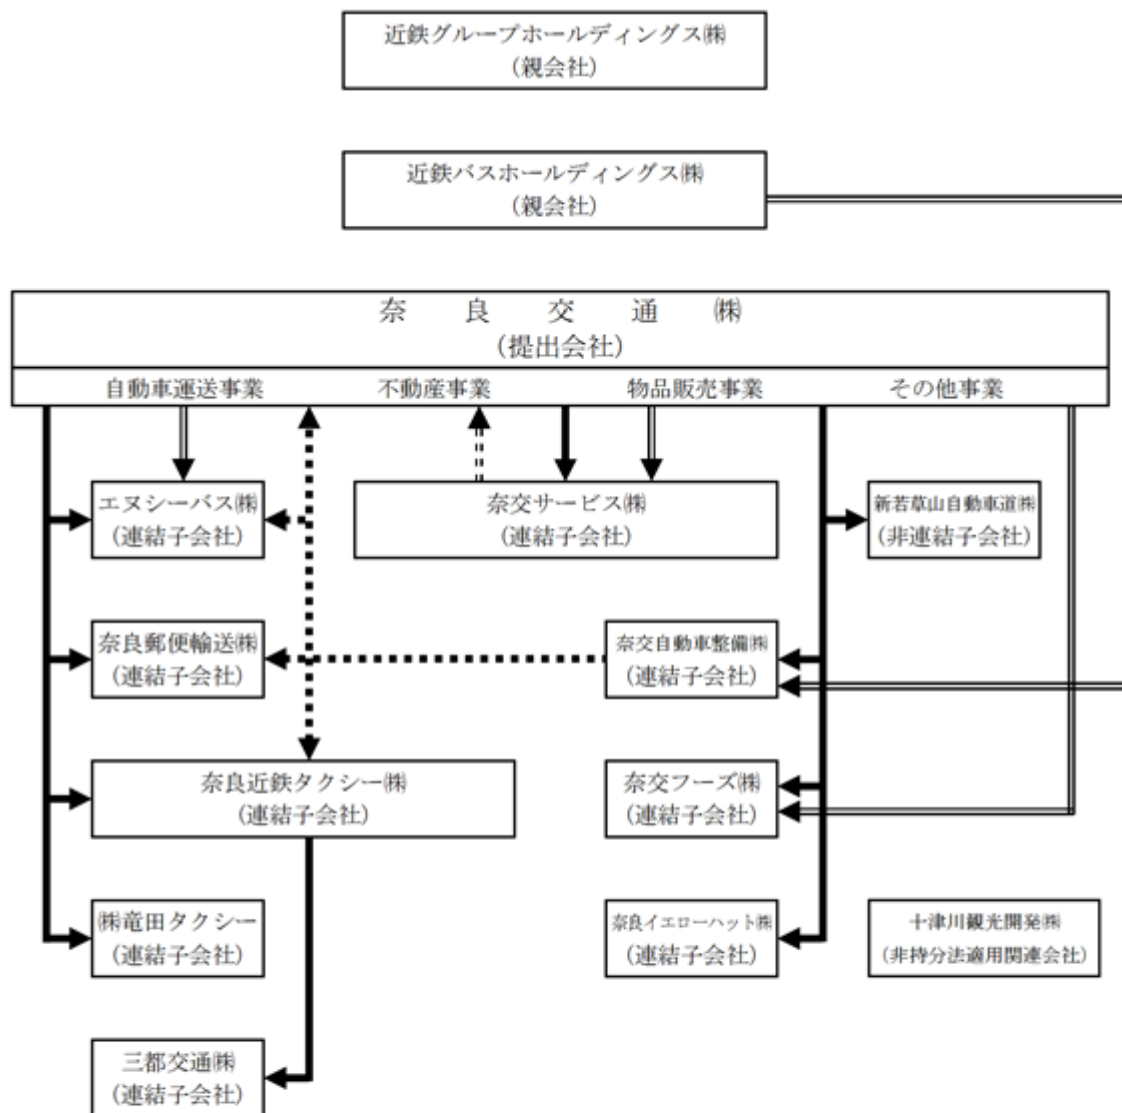 近鉄グループホールディングス㈱
(親会社)
近鉄バスホールディングス㈱
(親会社)
奈良交通㈱
(提出会社)
自動車運送事業 不動産事業 物品販売事業 その他事業
エヌシーバス㈱
(連結子会社)
奈交サービス㈱
(連結子会社)
新若草山自動車道㈱
(非連結子会社)
奈良郵便輸送㈱
(連結子会社)
奈交自動車整備㈱
(連結子会社)
奈良近鉄タクシー㈱
(連結子会社)
奈交フーズ㈱
(連結子会社)
㈱竜田タクシー
(連結子会社)
奈良イエローハット㈱
(連結子会社)
十津川観光開発㈱
(非持分法適用関連会社)
三都交通㈱
(連結子会社)